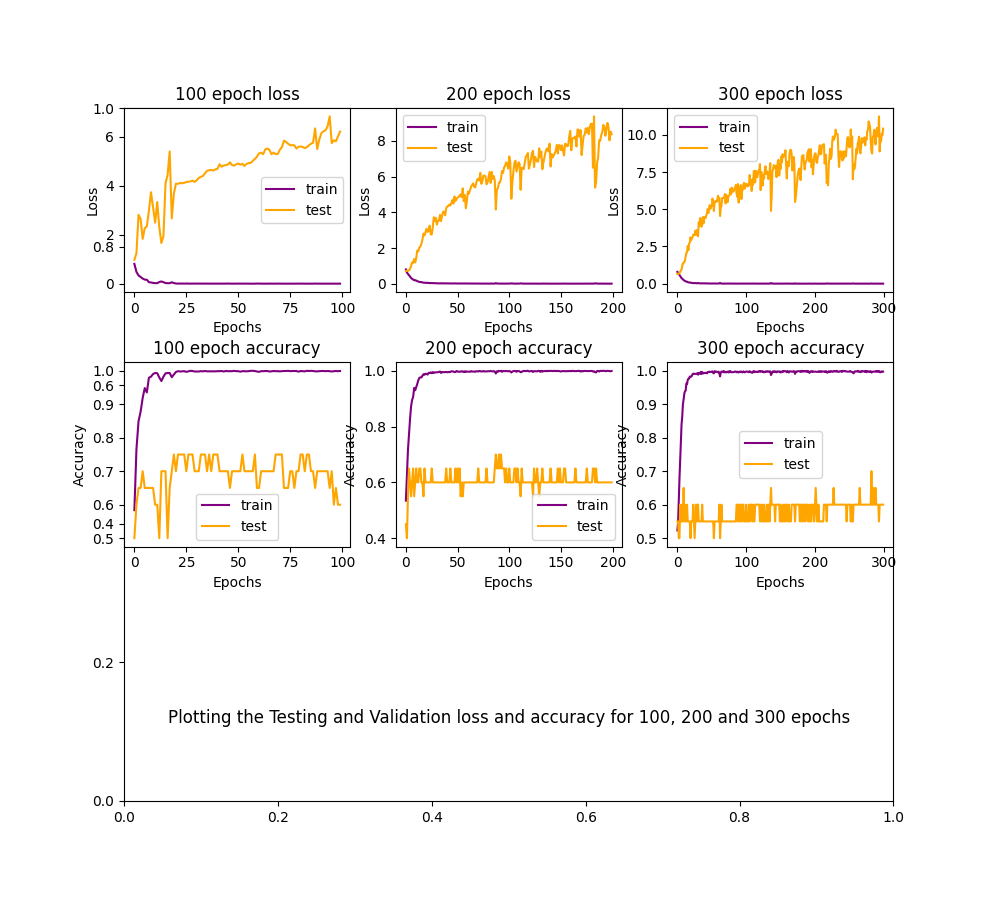 100 epoch loss 200 epoch loss 300 epoch loss
1.0
6
4
2
0.8
0
Loss
train
test
0 25 50 75 100
Epochs
8
6
4
2
0
Loss
train
test
0 50 100 150 200
Epochs
10.0
7.5
5.0
2.5
0.0
Loss
train
test
0 100 200 300
Epochs
100 epoch accuracy 200 epoch accuracy 300 epoch accuracy
1.0
0.6
0.9
0.8
0.7
0.6
0.4
0.5
Accuracy
train
test
0 25 50 75 100
Epochs
1.0
0.8
0.6
0.4
Accuracy
train
test
0 50 100 150 200
Epochs
1.0
0.9
0.8
0.7
0.6
0.5
Accuracy
train
test
0 100 200 300
Epochs
0.2
Plotting the Testing and Validation loss and accuracy for 100, 200 and 300 epochs
0.0
0.0 0.2 0.4 0.6 0.8 1.0